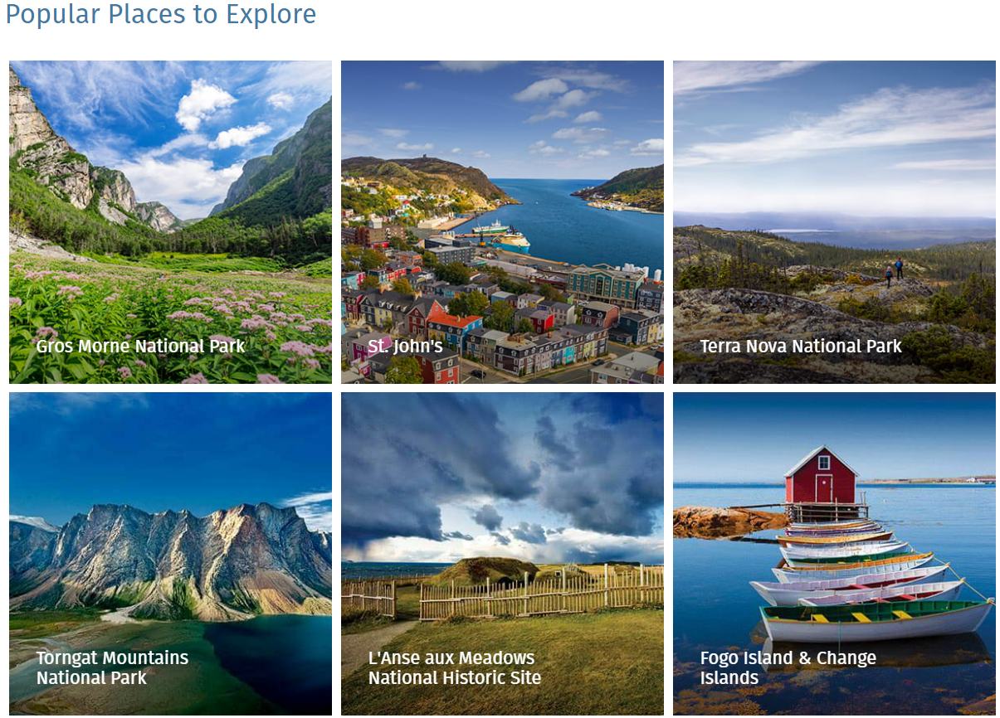 Popular Places to Explore
Gros Morne National Park
St. John's
Terra Nova National Park
Torngat Mountains
National Park
L'Anse aux Meadows
National Historic Site
Fogo Island & Change
Islands